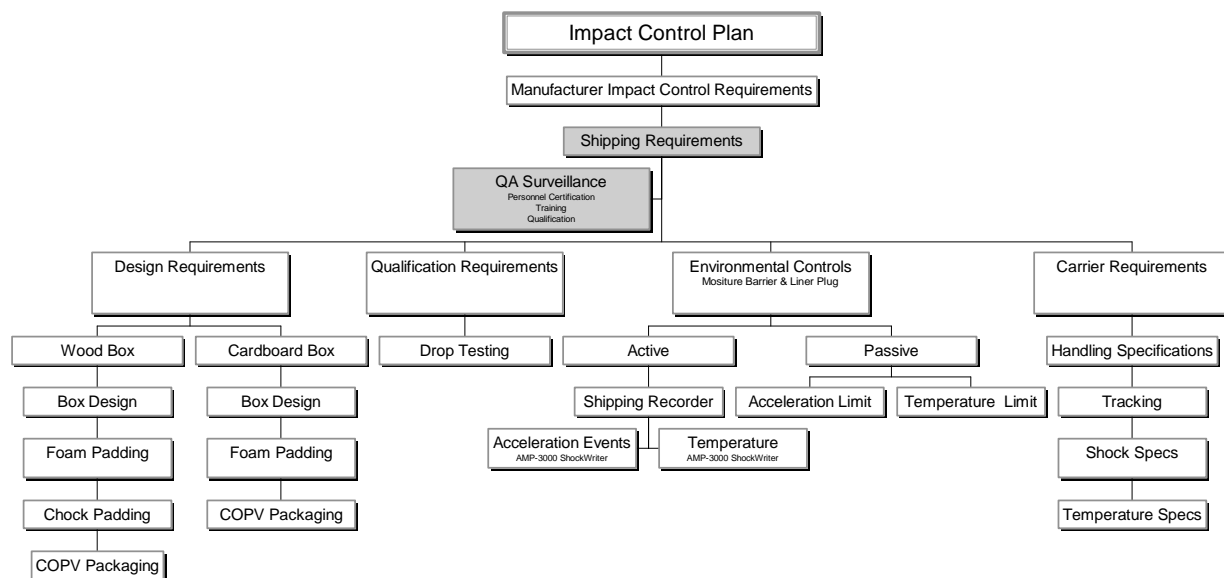 Impact Control Plan
Manufacturer Impact Control Requirements
Shipping Requirements
QA Surveillance
Personnel Certification
Training
Qualification
Design Requirements
Qualification Requirements
Environmental Controls
Mositure Barrier & Liner Plug
Carrier Requirements
Wood Box
Cardboard Box
Drop Testing
Active
Passive
Handling Specifications
Box Design
Box Design
Shipping Recorder
Acceleration Limit
Temperature Limit
Tracking
Foam Padding
Foam Padding
Acceleration Events
AMP-3000 ShockWriter
Temperature
AMP-3000 ShockWriter
Shock Specs
Chock Padding
COPV Packaging
Temperature Specs
COPV Packaging